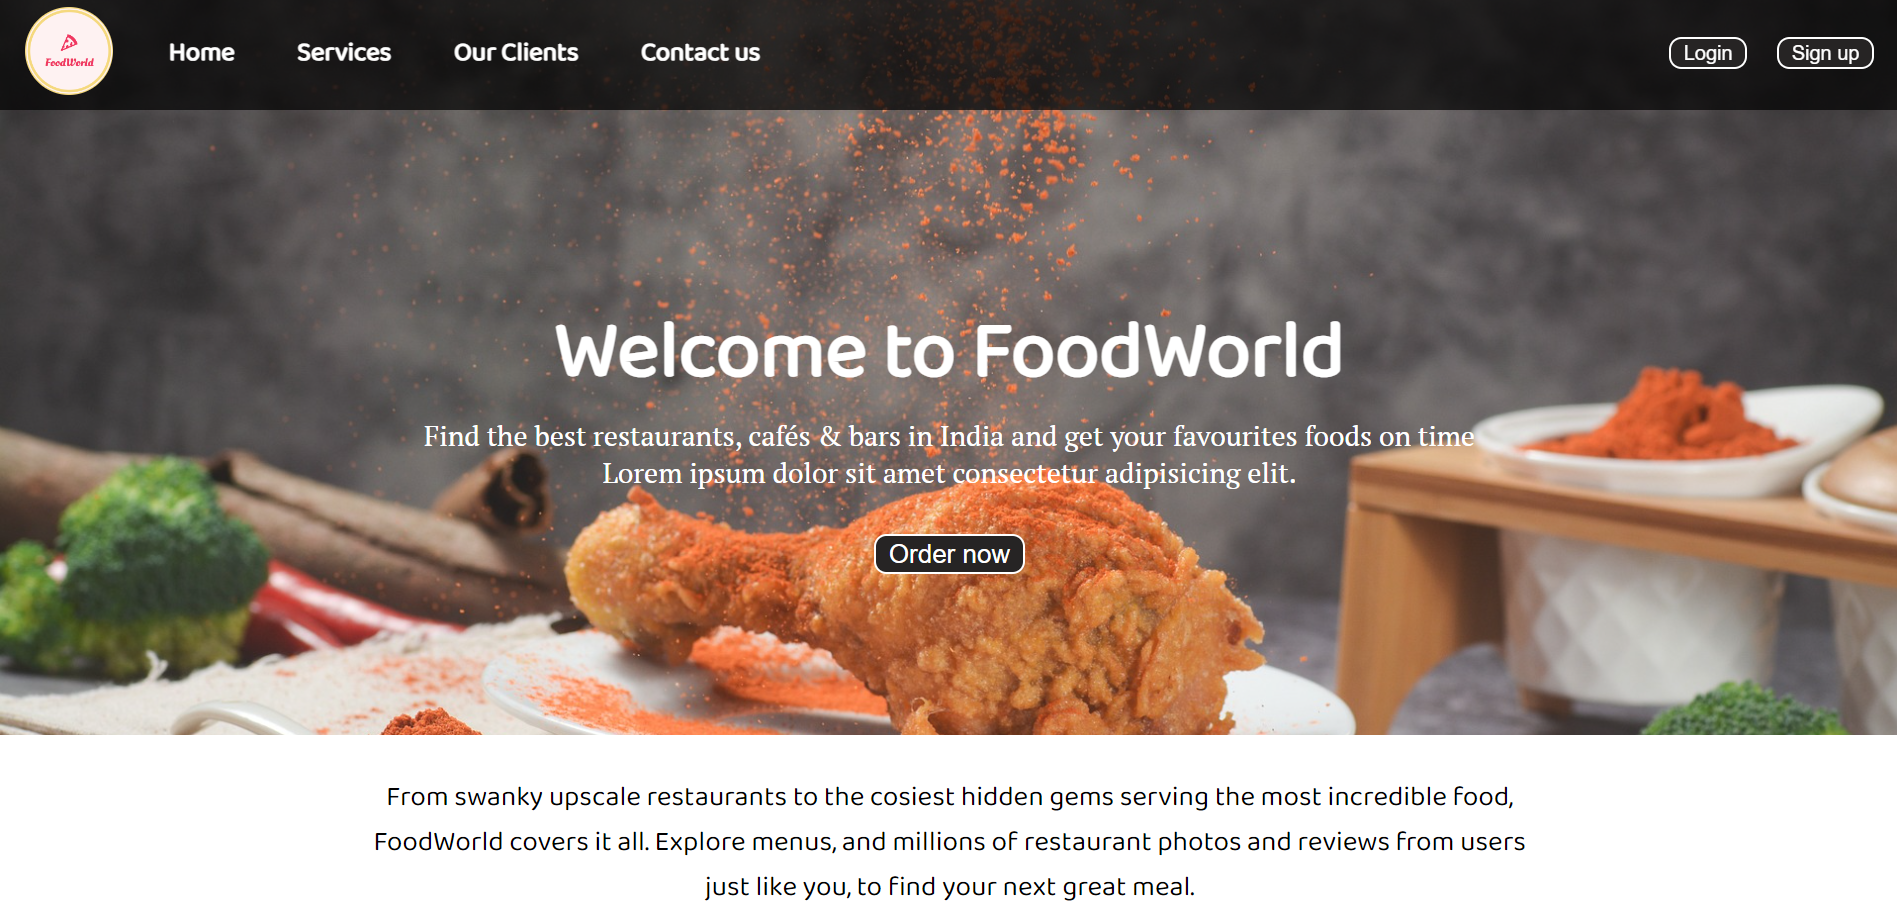 FoodWorld
Home
Services
Our Clients
Contact us
Login
Sign up
Welcome to FoodWorld
Find the best restaurants, cafés & bars in India and get your favourites foods on time
Lorem ipsum dolor sit amet consectetur adipisicing elit.
Order now
From swanky upscale restaurants to the cosiest hidden gems serving the most incredible food,
FoodWorld covers it all. Explore menus, and millions of restaurant photos and reviews from users
just like you, to find your next great meal.